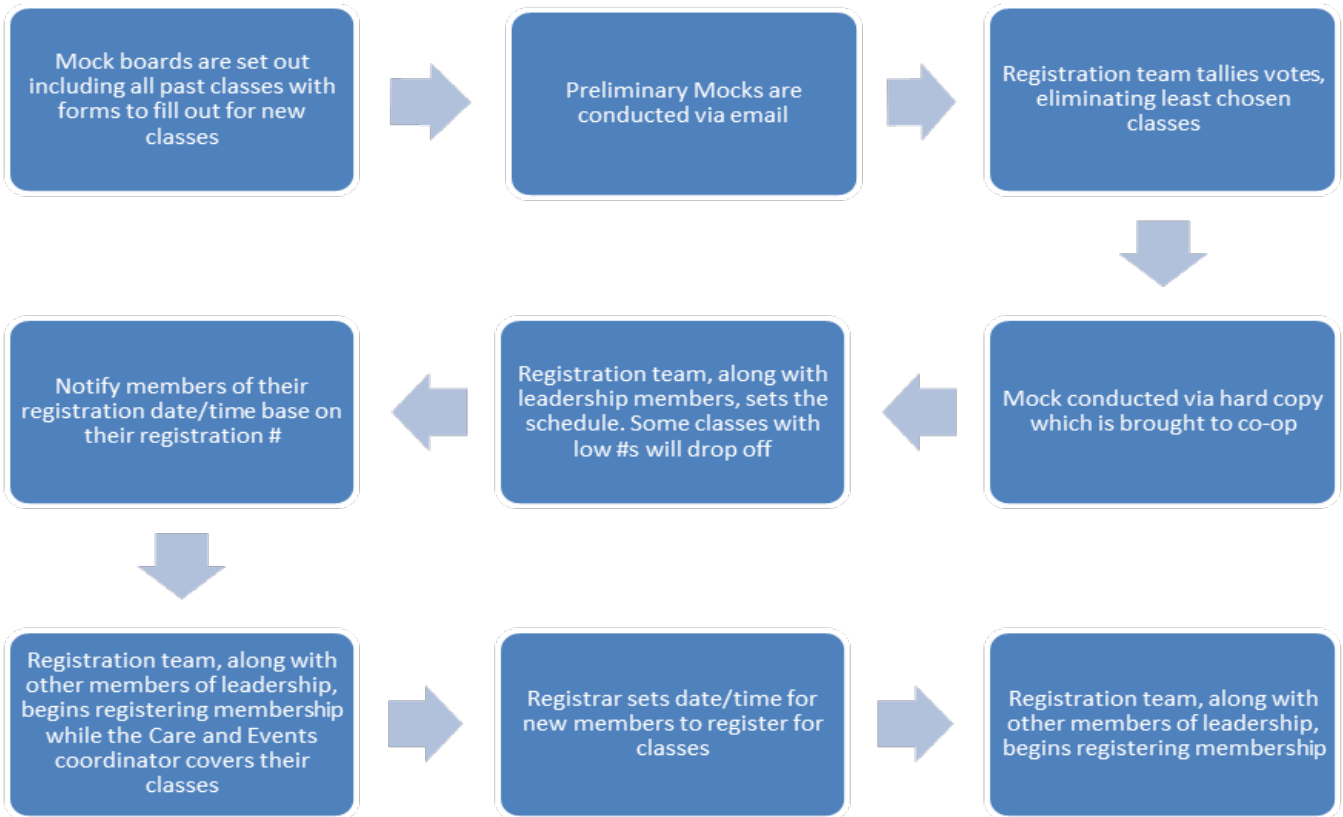 Mock boards are set out
including all past classes with
forms to fill out for new
classes
Preliminary Mocks are
conducted via email
Registration team tallies votes,
eliminating least chosen
classes
Mock conducted via hard copy
which is brought to co-op
Registration team, along with
leadership members, sets the
schedule. Some classes with
low #s will drop off
Notify members of their
registration date/time base on
their registration #
Registration team, along with
other members of leadership,
begins registering membership
while the Care and Events
coordinator covers their
classes
Registrar sets date/time for
new members to register for
classes
Registration team, along with
other members of leadership,
begins registering membership